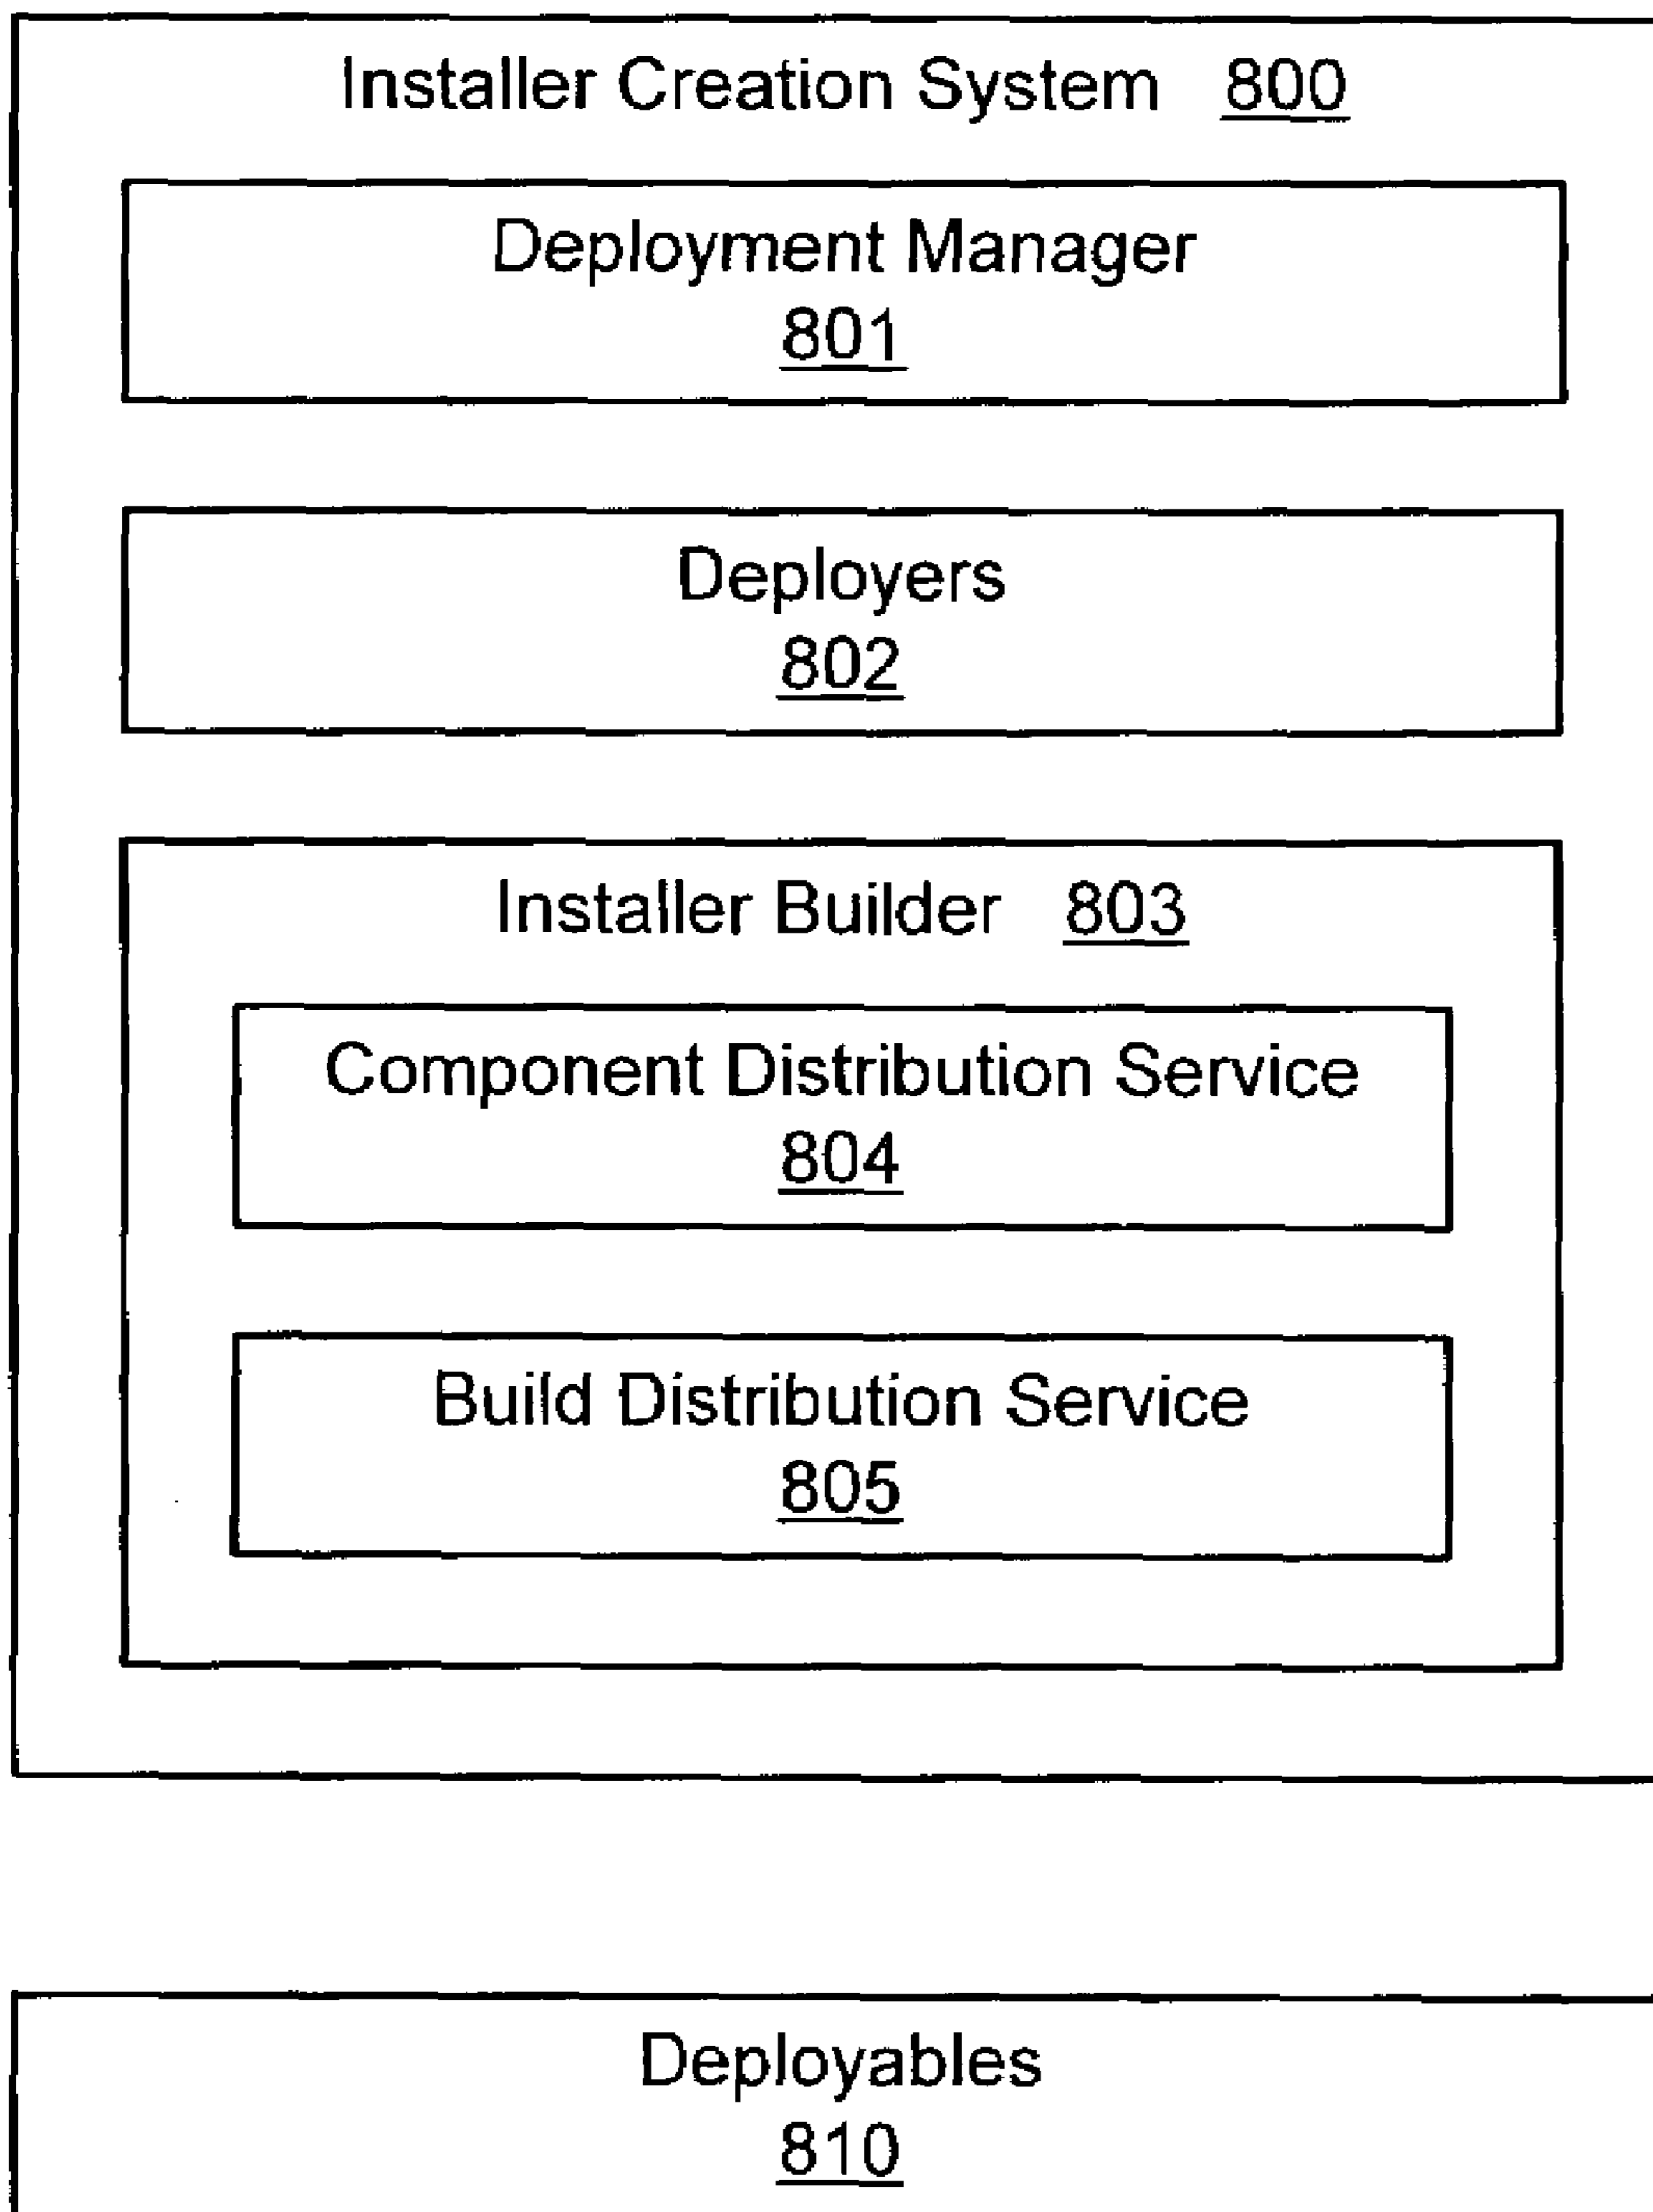 Installer Creation System 800
Deployment Manager
801
Deployers
802
Installer Builder 803
Component Distribution Service
804
Build Distribution Service
805
Deployables
810